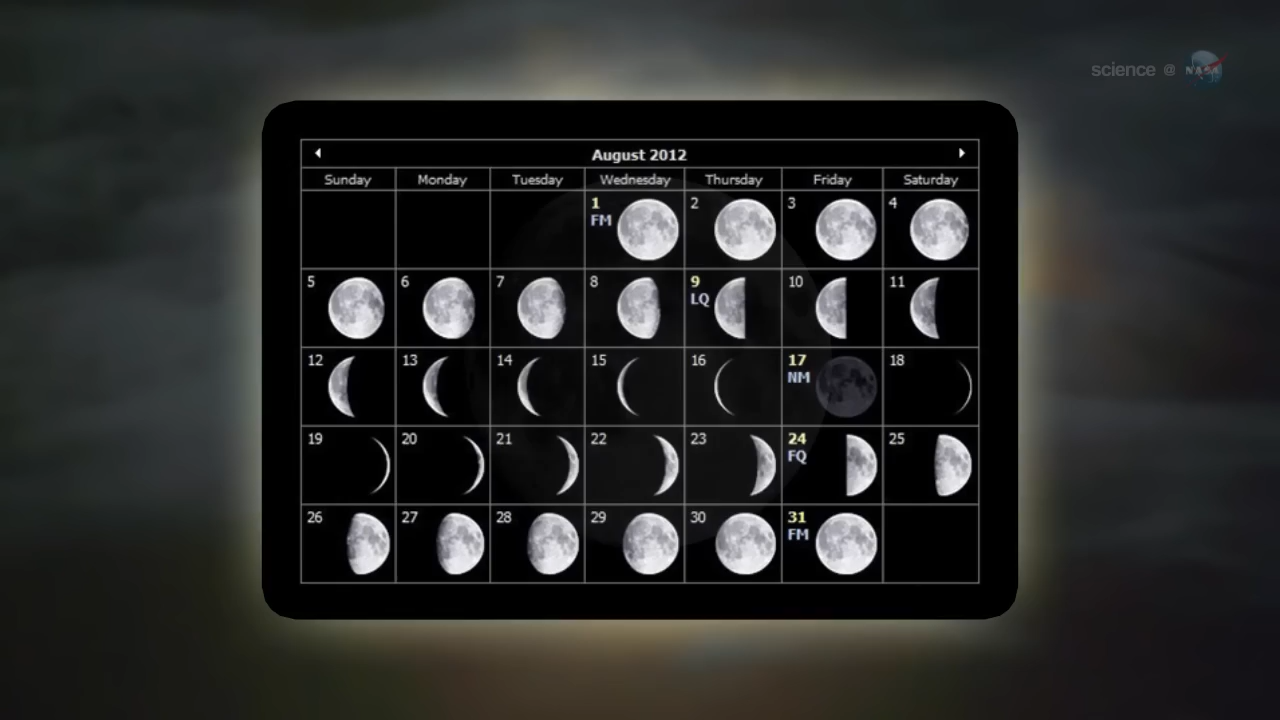 science @ NASA
August 2012
Sunday Monday Tuesday Wednesday Thursday Friday Saturday
1 2 3 4
FM
5 6 7 8 9 10 11
LQ
12 13 14 15 16 17 18
NM
19 20 21 22 23 24 25
FQ
26 27 28 29 30 31
FM